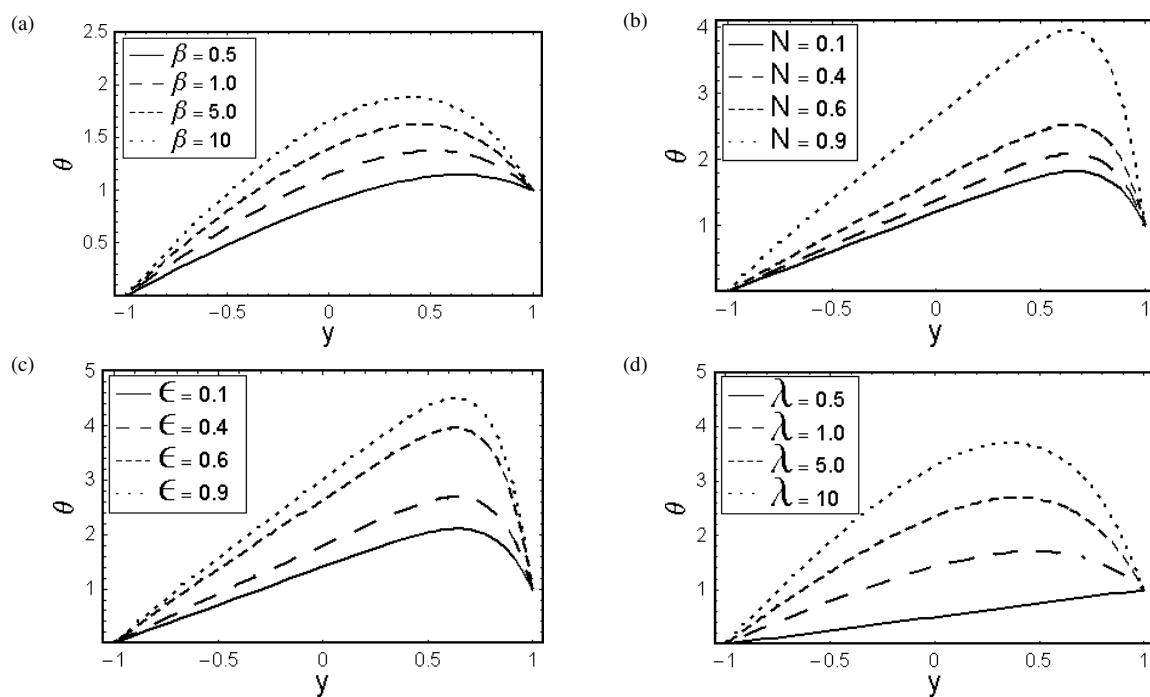 (a)
2.5
2
1.5
1
0.5
θ
β = 0.5
β = 1.0
β = 5.0
β = 10
−1
−0.5
0
0.5
1
y
(b)
4
3
2
1
θ
N = 0.1
N = 0.4
N = 0.6
N = 0.9
−1
−0.5
0
0.5
1
y
(c)
5
4
3
2
1
θ
ϵ = 0.1
ϵ = 0.4
ϵ = 0.6
ϵ = 0.9
−1
−0.5
0
0.5
1
y
(d)
5
4
3
2
1
θ
λ = 0.5
λ = 1.0
λ = 5.0
λ = 10
−1
−0.5
0
0.5
1
y